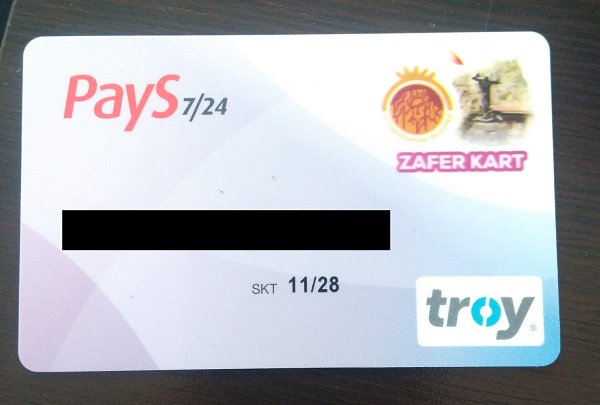 PayS 7/24
ZAFER KART
SKT 11/28
troy®